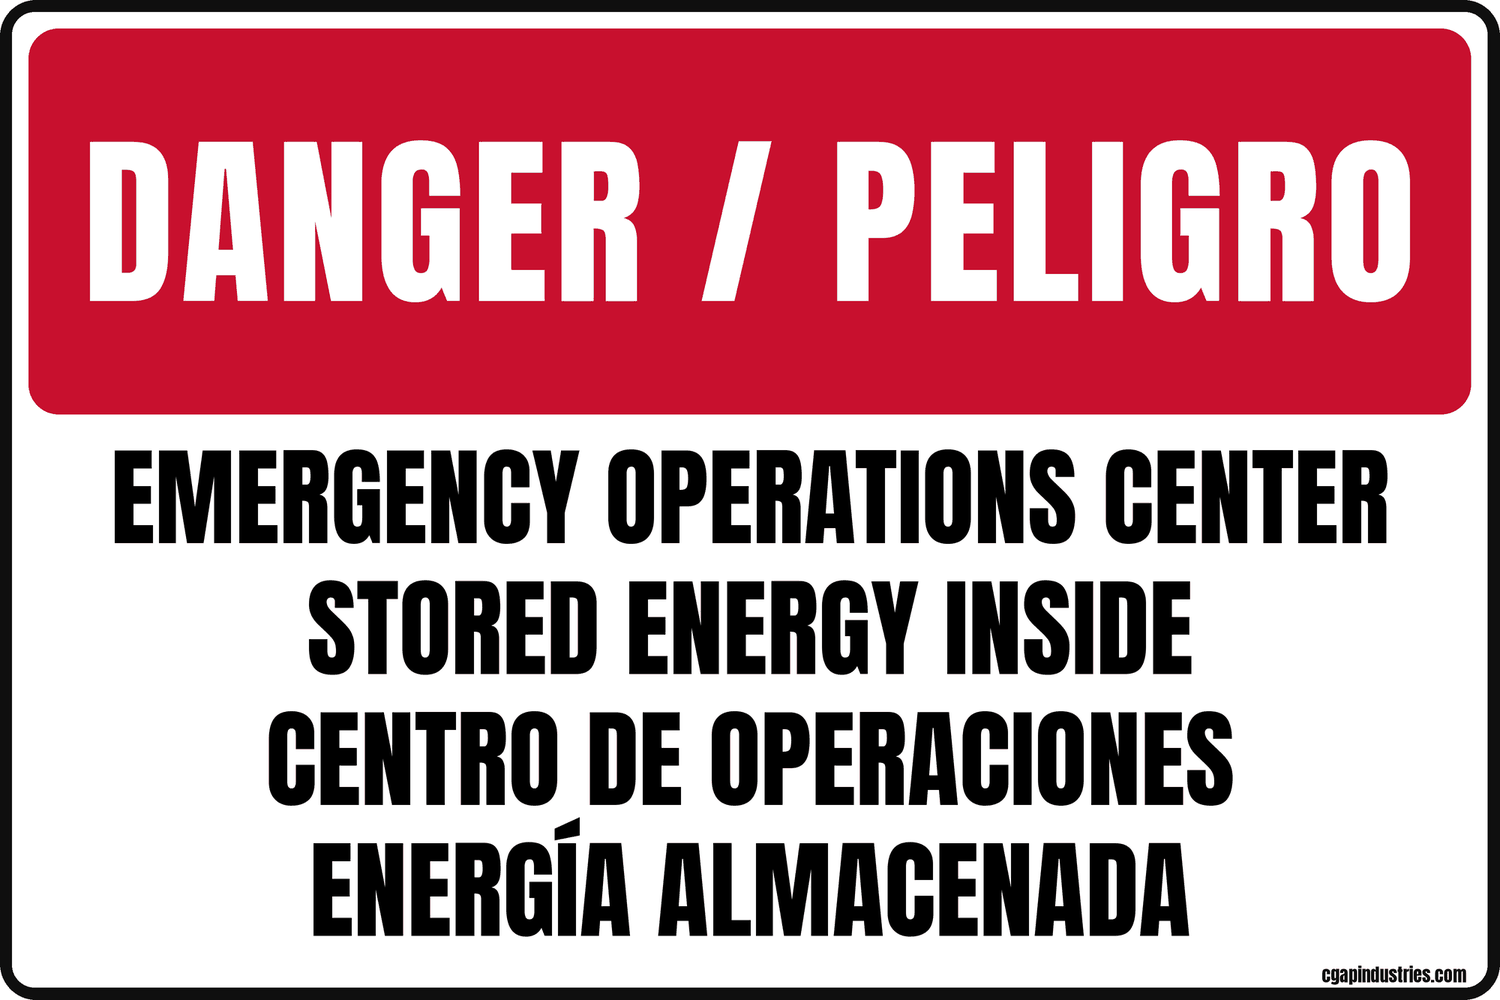 DANGER / PELIGRO
EMERGENCY OPERATIONS CENTER
STORED ENERGY INSIDE
CENTRO DE OPERACIONES
ENERGÍA ALMACENADA
cgapindustries.com